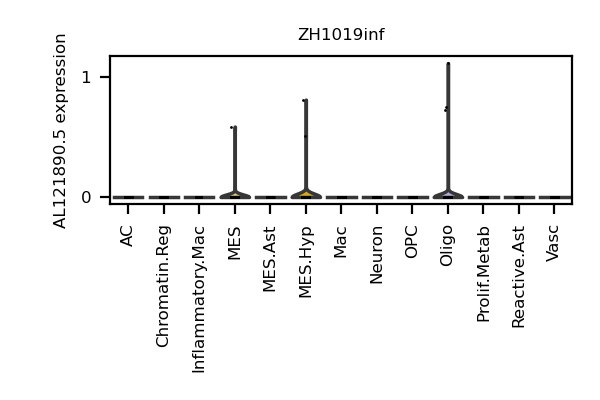 ZH1019inf
AL121890.5 expression
1
0
AC
Chromatin.Reg
Inflammatory.Mac
MES
MES.Ast
MES.Hyp
Mac
Neuron
OPC
Oligo
Prolif.Metab
Reactive.Ast
Vasc